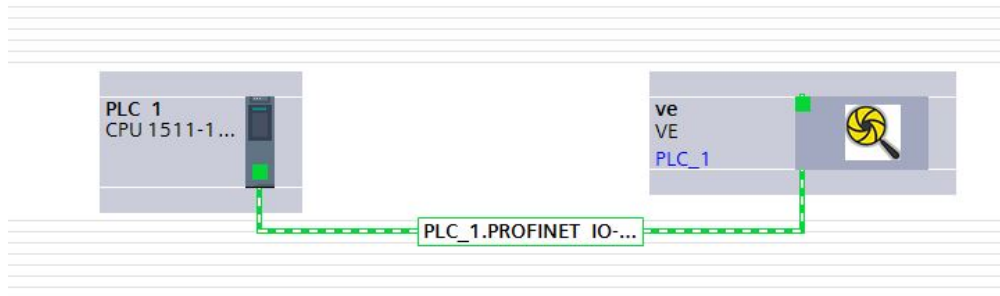 PLC_1
CPU 1511-1...
ve
VE
PLC_1
PLC_1.PROFINET IO-...